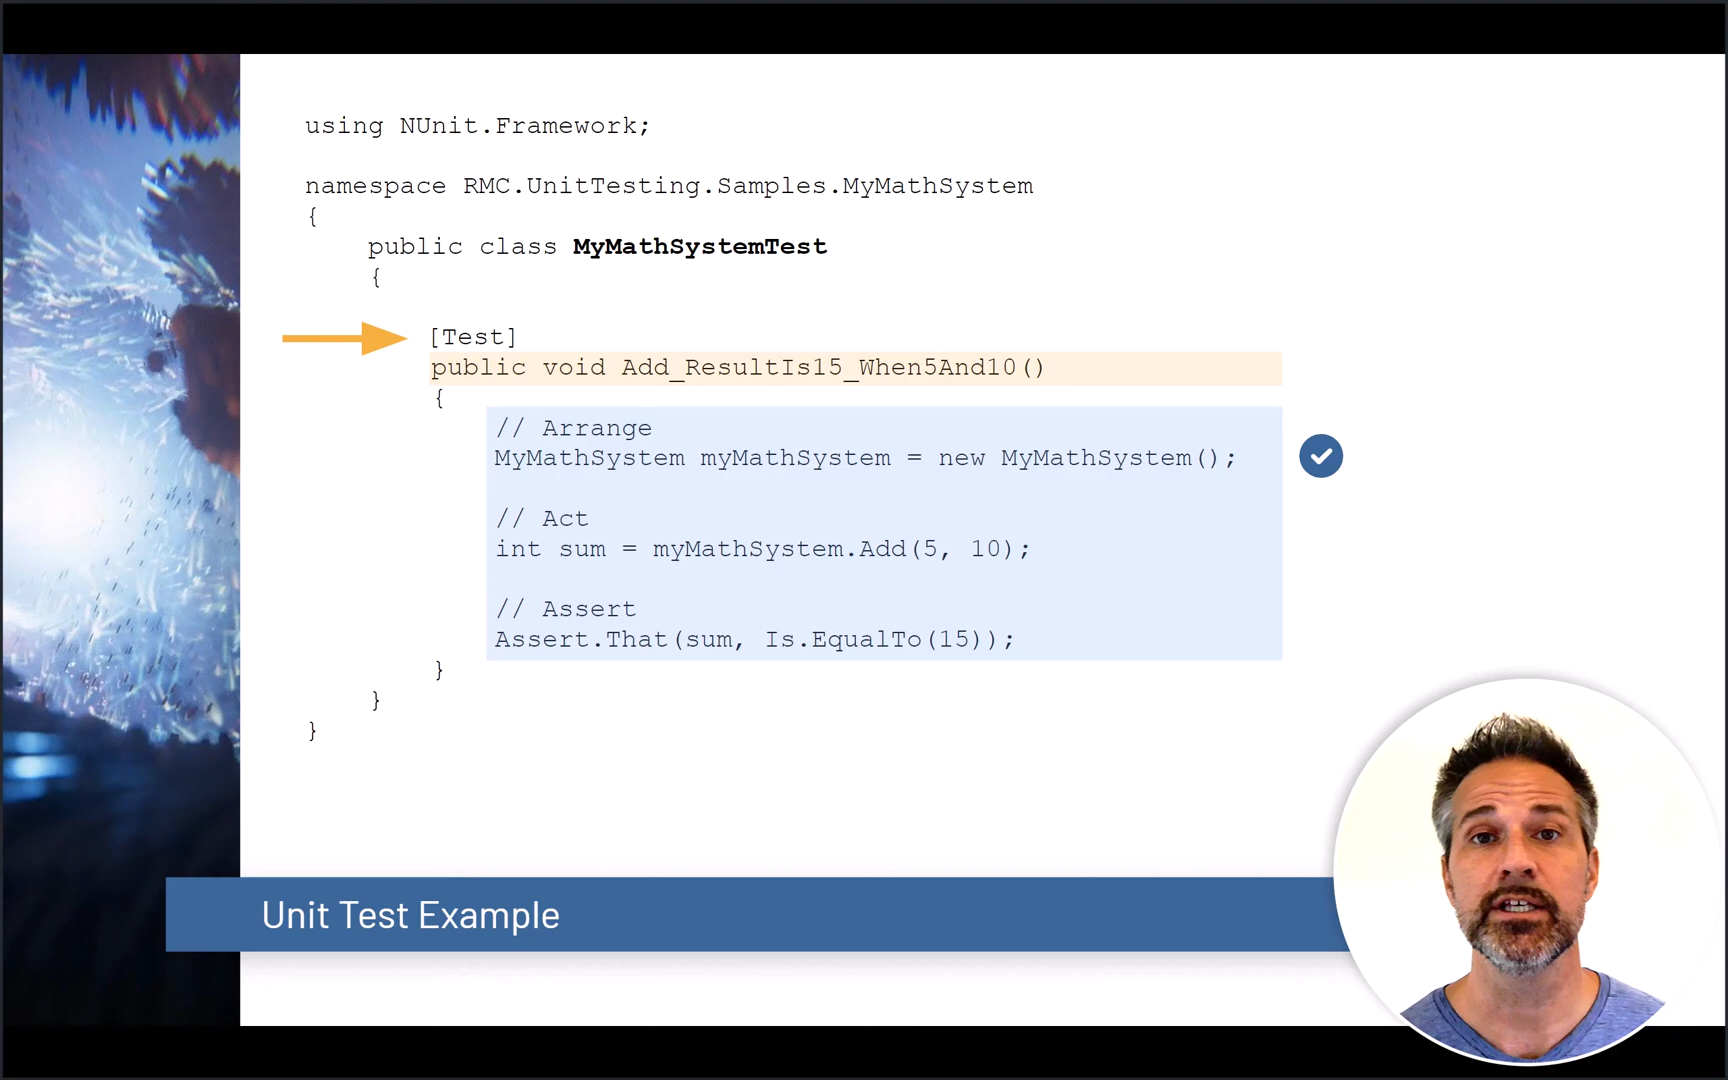 using NUnit.Framework;
namespace RMC.UnitTesting.Samples.MyMathSystem
{
public class MyMathSystemTest
{
[Test]
public void Add_ResultIs15_When5And10()
{
// Arrange
MyMathSystem myMathSystem = new MyMathSystem();
// Act
int sum = myMathSystem.Add(5, 10);
// Assert
Assert.That(sum, Is.EqualTo(15));
}
}
}
Unit Test Example